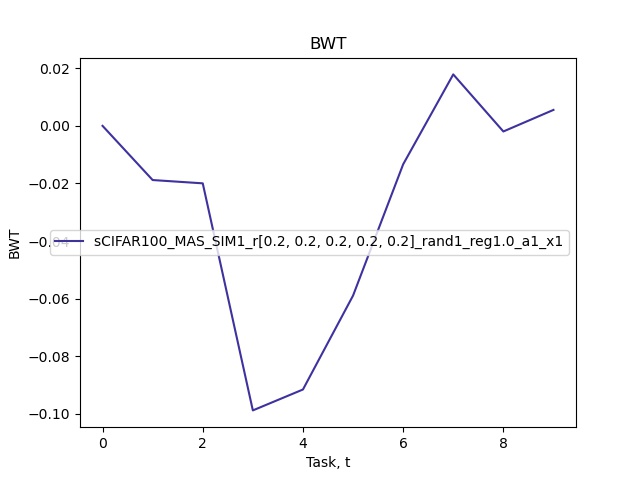 BWT
0.02
0.00
−0.02
−0.04
−0.06
−0.08
−0.10
BWT
sCIFAR100_MAS_SIM1_r[0.2, 0.2, 0.2, 0.2, 0.2]_rand1_reg1.0_a1_x1
0 2 4 6 8
Task, t